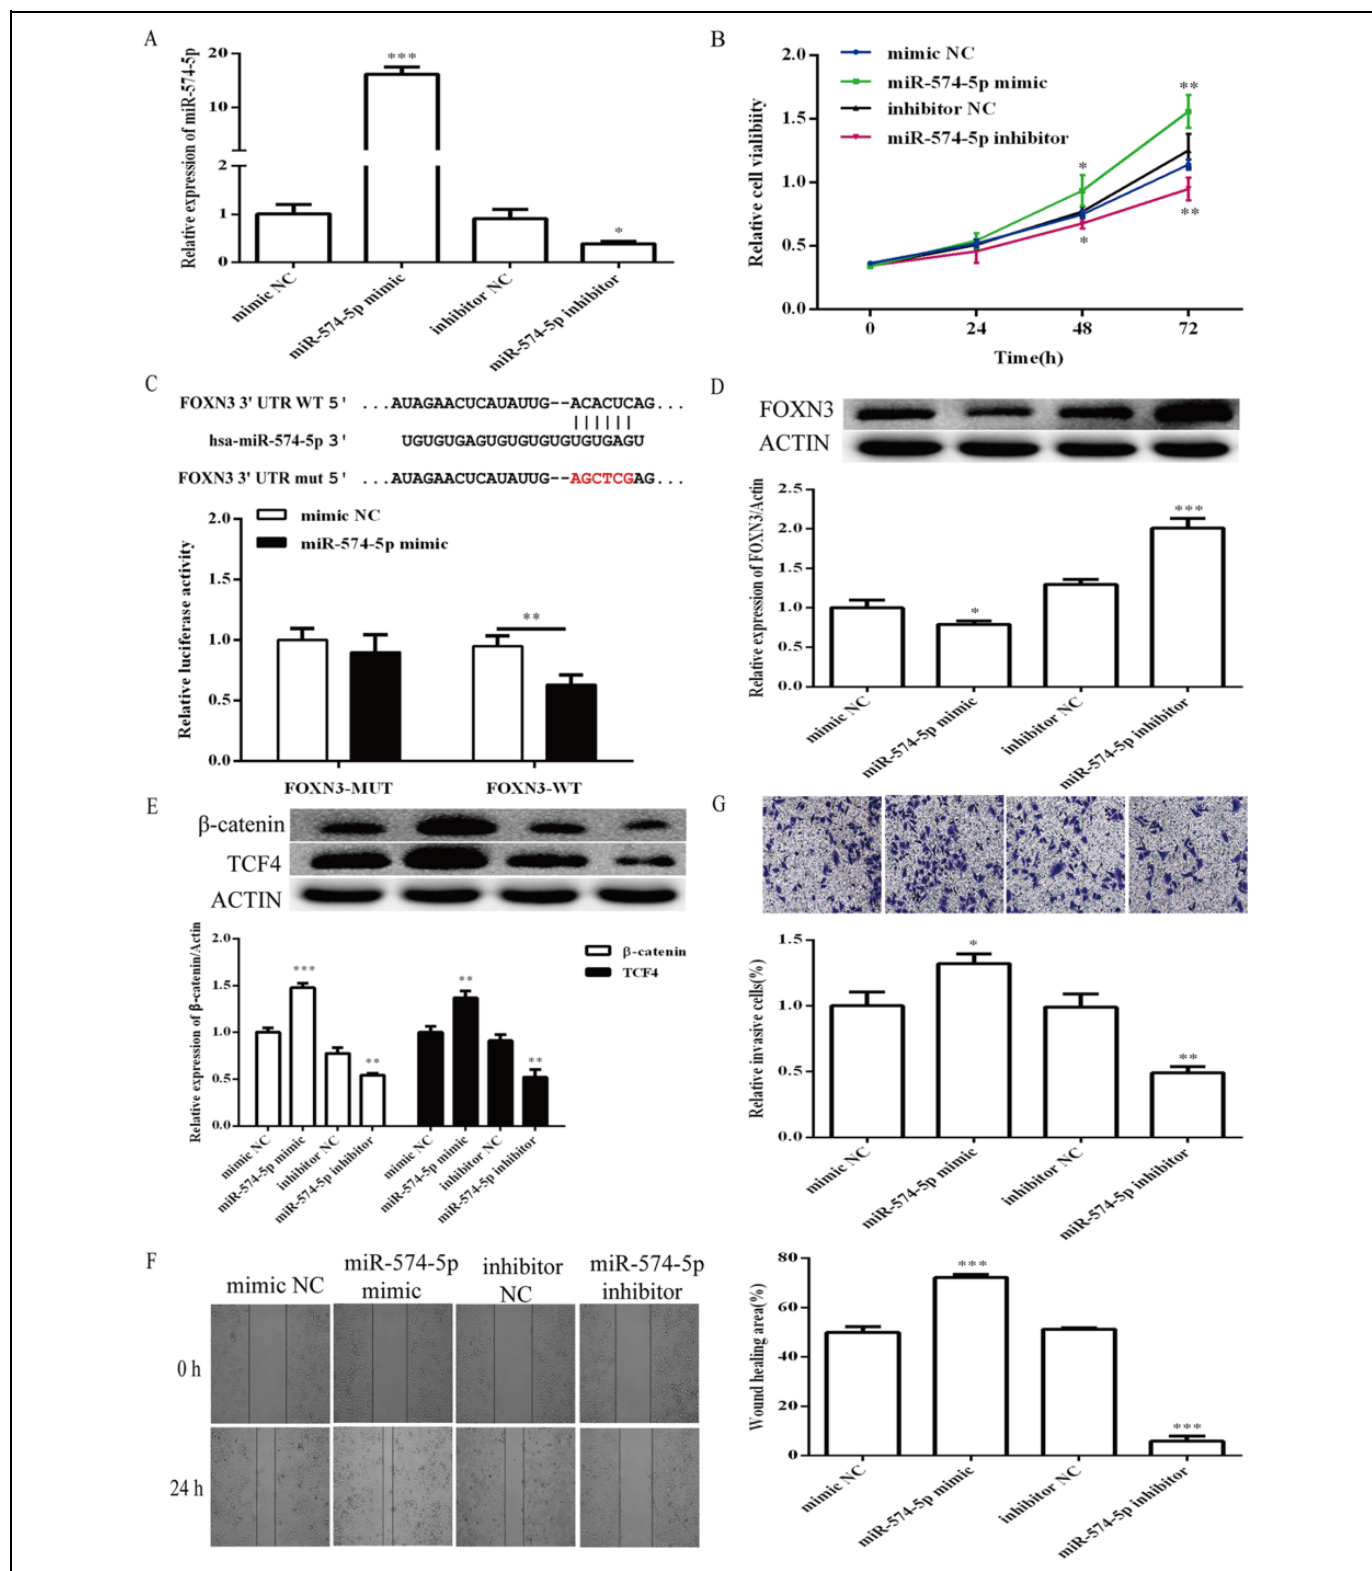 A
Relative expression of miR-574-5p
20
10
2
1
0
***
*
mimic NC
miR-574-5p mimic
inhibitor NC
miR-574-5p inhibitor
B
Relative cell vialibiity
2.0
1.5
1.0
0.5
0.0
mimic NC
miR-574-5p mimic
inhibitor NC
miR-574-5p inhibitor
*
**
*
**
0 24 48 72
Time(h)
C
FOXN3 3' UTR WT 5' ...AUAGAACUCAUAUUG--ACACUCAG...
hsa-miR-574-5p 3' UGUGUGAGUGUGUGUGUGUGAGU
FOXN3 3' UTR mut 5' ...AUAGAACUCAUAUUG--AGCTCGAG...
Relative luciferase activity
2.0
1.5
1.0
0.5
0.0
mimic NC
miR-574-5p mimic
**
FOXN3-MUT FOXN3-WT
D
FOXN3
ACTIN
Relative expression of FOXN3/Actin
2.5
2.0
1.5
1.0
0.5
0.0
*
***
mimic NC
miR-574-5p mimic
inhibitor NC
miR-574-5p inhibitor
E
β-catenin
TCF4
ACTIN
Relative expression of β-catenin/Actin
2.0
1.5
1.0
0.5
0.0
β-catenin
TCF4
***
**
**
**
mimic NC
miR-574-5p mimic
inhibitor NC
miR-574-5p inhibitor
mimic NC
miR-574-5p mimic
inhibitor NC
miR-574-5p inhibitor
G
Relative invasive cells(%)
1.5
1.0
0.5
0.0
*
**
mimic NC
miR-574-5p mimic
inhibitor NC
miR-574-5p inhibitor
F
mimic NC
miR-574-5p
mimic
inhibitor
NC
miR-574-5p
inhibitor
0 h
24 h
Wound healing area(%)
80
60
40
20
0
***
***
mimic NC
miR-574-5p mimic
inhibitor NC
miR-574-5p inhibitor